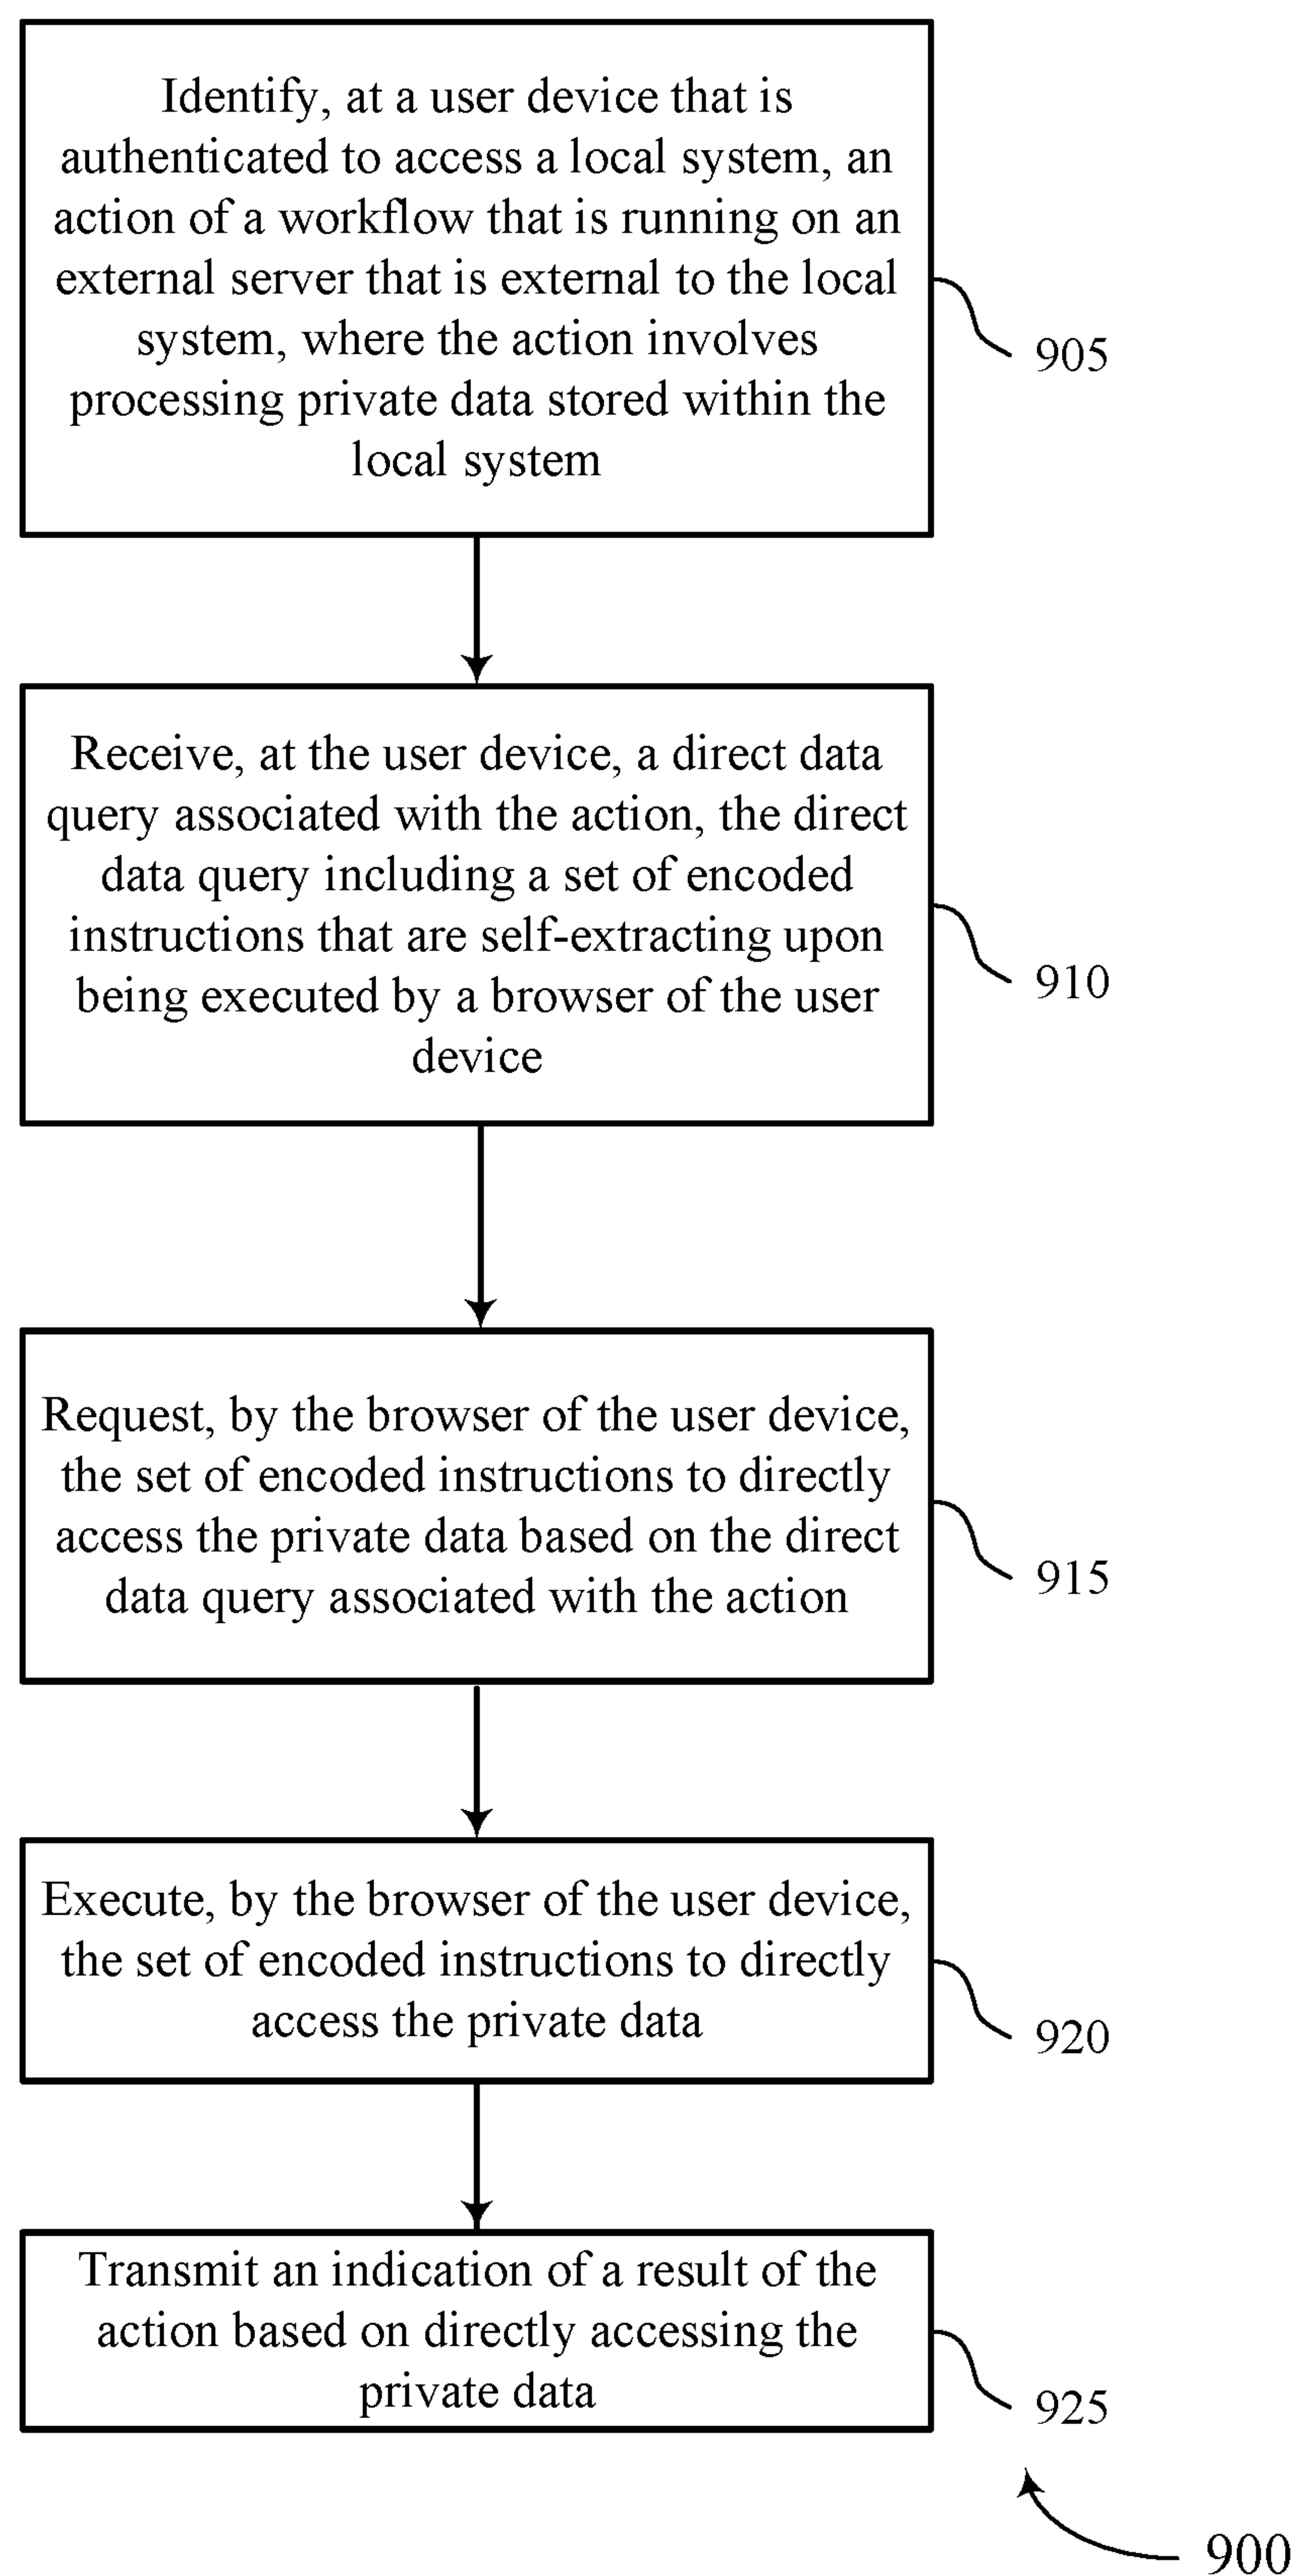 Identify, at a user device that is
authenticated to access a local system, an
action of a workflow that is running on an
external server that is external to the local
system, where the action involves
processing private data stored within the
local system
905
Receive, at the user device, a direct data
query associated with the action, the direct
data query including a set of encoded
instructions that are self-extracting upon
being executed by a browser of the user
device
910
Request, by the browser of the user device,
the set of encoded instructions to directly
access the private data based on the direct
data query associated with the action
915
Execute, by the browser of the user device,
the set of encoded instructions to directly
access the private data
920
Transmit an indication of a result of the
action based on directly accessing the
private data
925
900